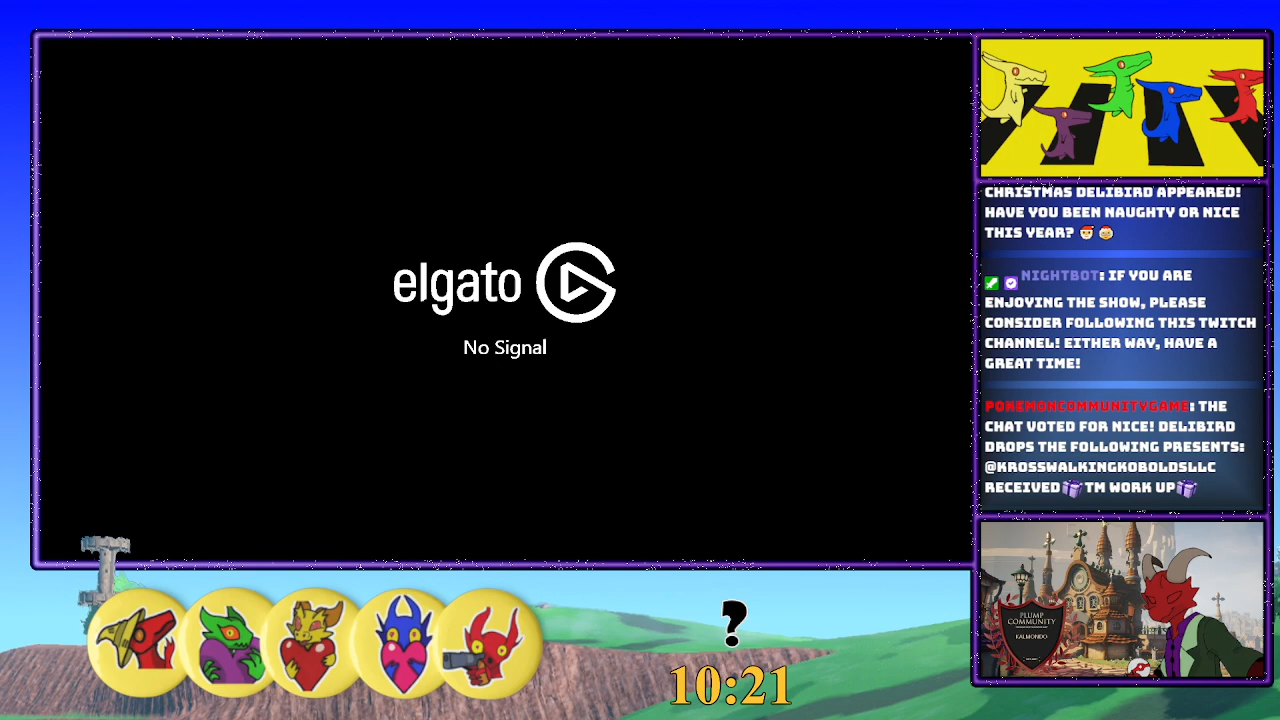 elgato
No Signal
CHRISTMAS DELIBIRD APPEARED!
HAVE YOU BEEN NAUGHTY OR NICE
THIS YEAR?
NIGHTBOT: IF YOU ARE
ENJOYING THE SHOW, PLEASE
CONSIDER FOLLOWING THIS TWITCH
CHANNEL! EITHER WAY, HAVE A
GREAT TIME!
POKEMONCOMMUNITYGAME: THE
CHAT VOTED FOR NICE! DELIBIRD
DROPS THE FOLLOWING PRESENTS:
@KROSSWALKINGKOBOLDSLLC
RECEIVED TM WORK UP
PLUMP
COMMUNITY
KALMONDO
?
10:21